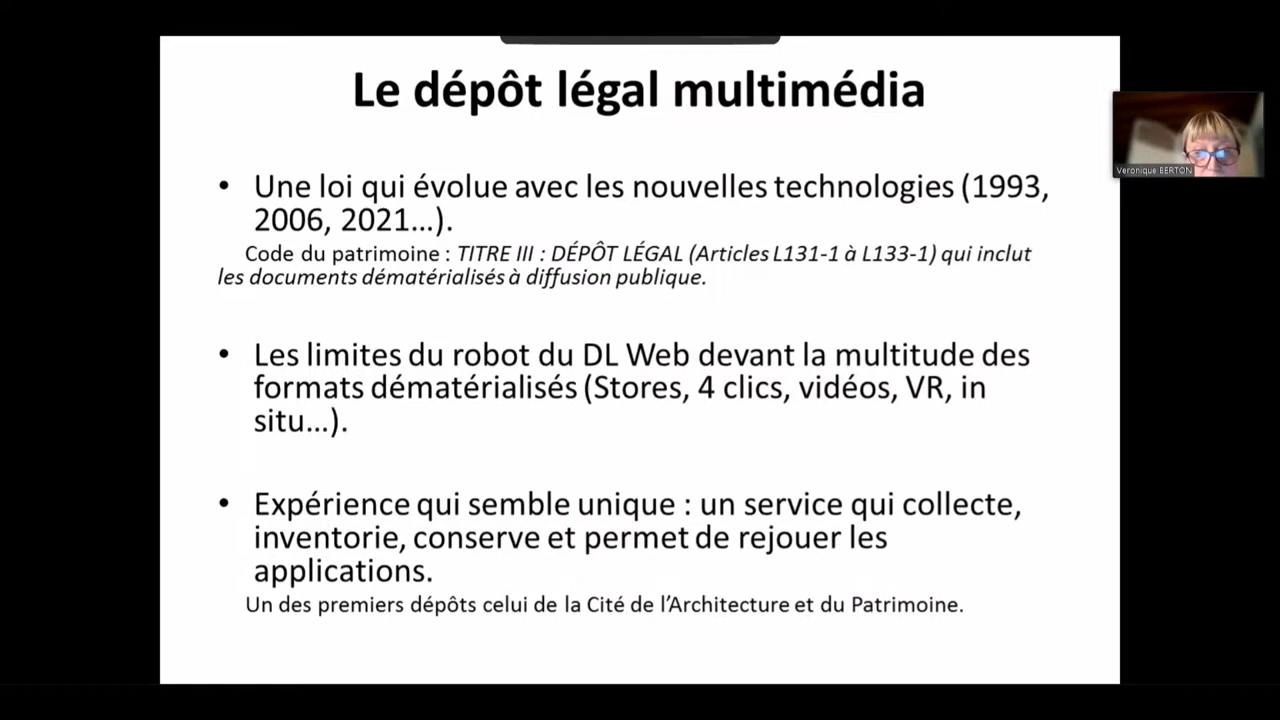 Le dépôt légal multimédia
• Une loi qui évolue avec les nouvelles technologies (1993,
2006, 2021...).
Code du patrimoine : TITRE III : DÉPÔT LÉGAL (Articles L131-1 à L133-1) qui inclut
les documents dématérialisés à diffusion publique.
• Les limites du robot du DL Web devant la multitude des
formats dématérialisés (Stores, 4 clics, vidéos, VR, in
situ...).
• Expérience qui semble unique : un service qui collecte,
inventorie, conserve et permet de rejouer les
applications.
Un des premiers dépôts celui de la Cité de l’Architecture et du Patrimoine.
Veronique BERTON